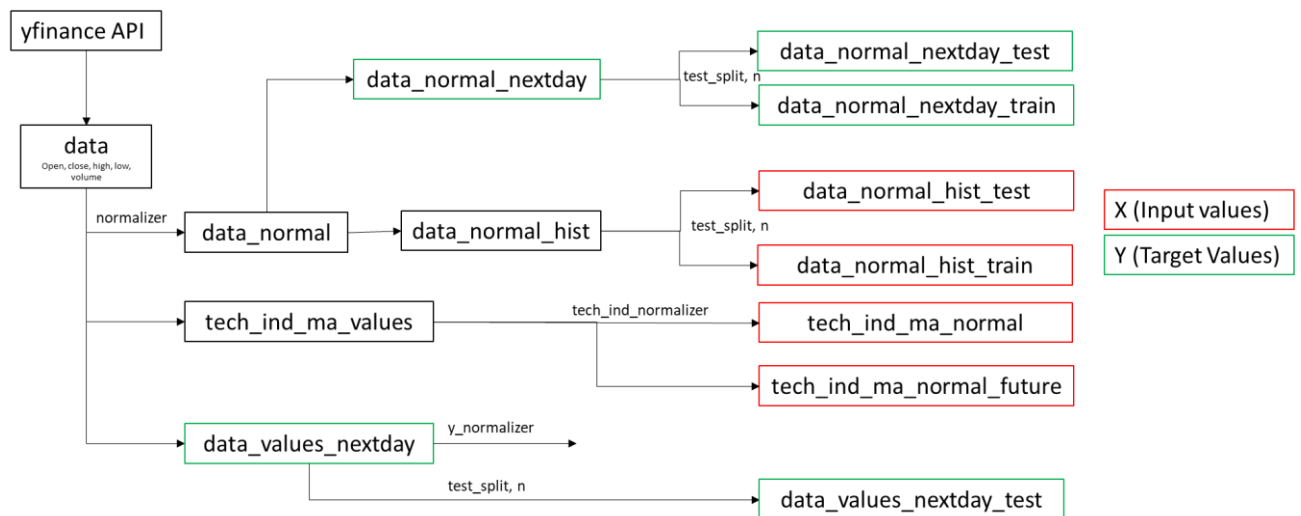 yfinance API
data_normal_nextday_test
data_normal_nextday
test_split, n
data_normal_nextday_train
data
Open, close, high, low,
volume
data_normal_hist_test
X (Input values)
normalizer
data_normal
data_normal_hist
test_split, n
Y (Target Values)
data_normal_hist_train
tech_ind_ma_values
tech_ind_normalizer
tech_ind_ma_normal
tech_ind_ma_normal_future
data_values_nextday
y_normalizer
test_split, n
data_values_nextday_test